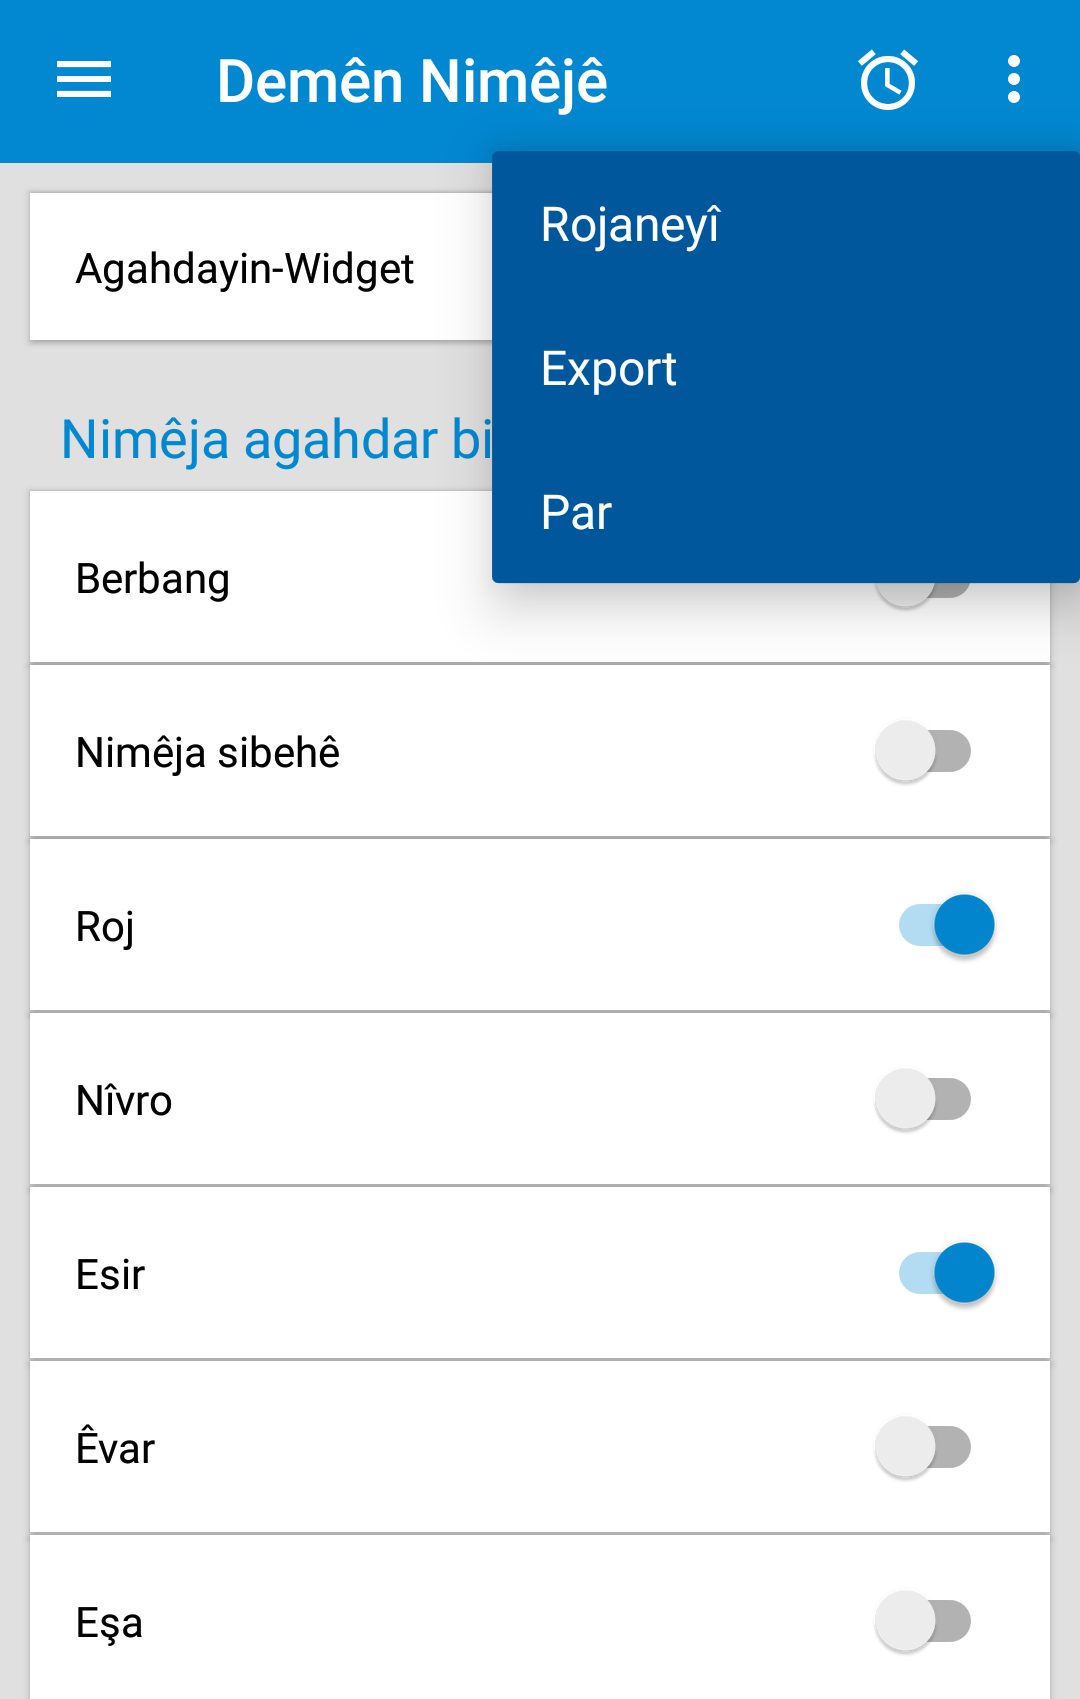 Demên Nimêjê
Rojaneyî
Export
Par
Agahdayin-Widget
Nimêja agahdar bi
Berbang
Nimêja sibehê
Roj
Nîvro
Esir
Êvar
Eşa